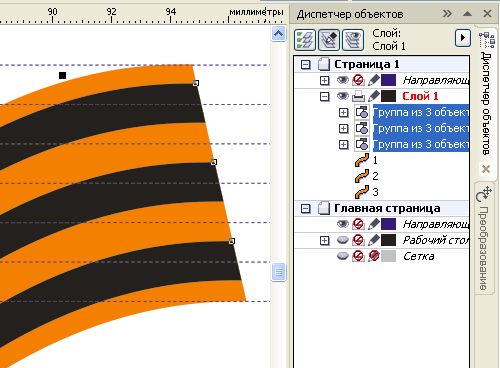 90 92 94 миллиметры
Диспетчер объектов
Слой:
Слой 1
Страница 1
Направляющ
Слой 1
Группа из 3 объект
Группа из 3 объект
Группа из 3 объект
1
2
3
Главная страница
Направляющ
Рабочий стол
Сетка
Диспетчер объектов
Преобразование